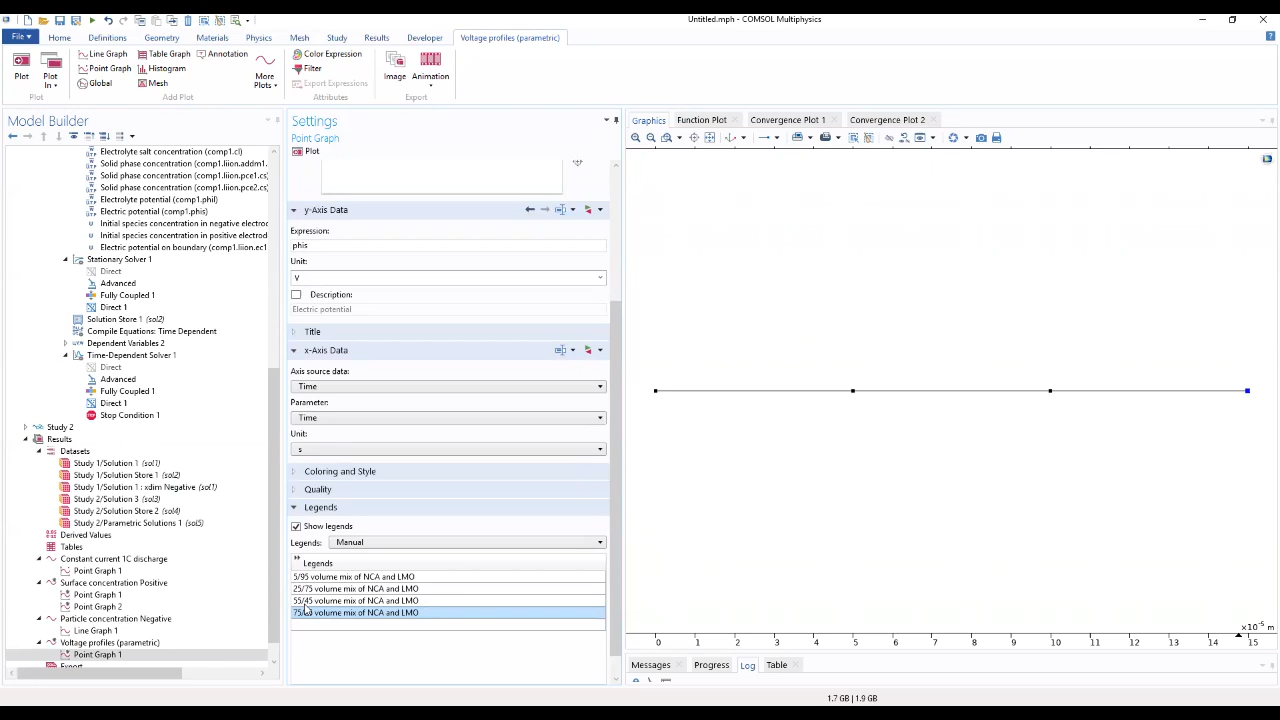 Untitled.mph - COMSOL Multiphysics
File
Home
Definitions
Geometry
Materials
Physics
Mesh
Study
Results
Developer
Voltage profiles (parametric)
Plot
Plot In
Line Graph
Point Graph
Global
Table Graph
Histogram
Mesh
Annotation
More Plots
Color Expression
Filter
Export Expressions
Image
Animation
Plot
Add Plot
Attributes
Export
Model Builder
Electrolyte salt concentration (comp1.cl)
Solid phase concentration (comp1.liion.addm1.
Solid phase concentration (comp1.liion.pce1.cs)
Solid phase concentration (comp1.liion.pce2.cs)
Electrolyte potential (comp1.phil)
Electric potential (comp1.phis)
Initial species concentration in negative electrod
Initial species concentration in positive electrod
Electric potential on boundary (comp1.liion.ec1
Stationary Solver 1
Direct
Advanced
Fully Coupled 1
Direct 1
Solution Store 1 (sol2)
Compile Equations: Time Dependent
Dependent Variables 2
Time-Dependent Solver 1
Direct
Advanced
Fully Coupled 1
Direct 1
Stop Condition 1
Study 2
Results
Datasets
Study 1/Solution 1 (sol1)
Study 1/Solution Store 1 (sol2)
Study 1/Solution 1 : xdim Negative (sol1)
Study 2/Solution 3 (sol3)
Study 2/Solution Store 2 (sol4)
Study 2/Parametric Solutions 1 (sol5)
Derived Values
Tables
Constant current 1C discharge
Point Graph 1
Surface concentration Positive
Point Graph 1
Point Graph 2
Particle concentration Negative
Line Graph 1
Voltage profiles (parametric)
Point Graph 1
Export
Settings
Point Graph
Plot
y-Axis Data
Expression:
phis
Unit:
V
Description:
Electric potential
Title
x-Axis Data
Axis source data:
Time
Parameter:
Time
Unit:
s
Coloring and Style
Quality
Legends
Show legends
Legends: Manual
Legends
5/95 volume mix of NCA and LMO
25/75 volume mix of NCA and LMO
55/45 volume mix of NCA and LMO
volume mix of NCA and LMO
Graphics
Function Plot
Convergence Plot 1
Convergence Plot 2
×10⁻⁵ m
0 1 2 3 4 5 6 7 8 9 10 11 12 13 14 15
Messages
Progress
Log
Table
1.7 GB | 1.9 GB